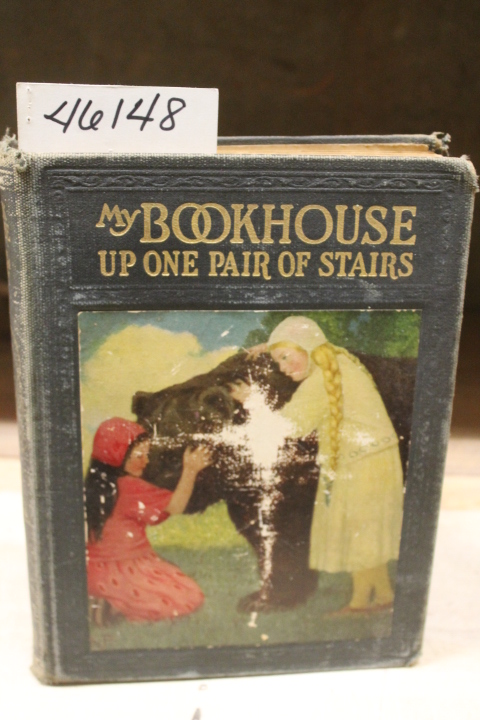 46148
My BOOKHOUSE
UP ONE PAIR OF STAIRS